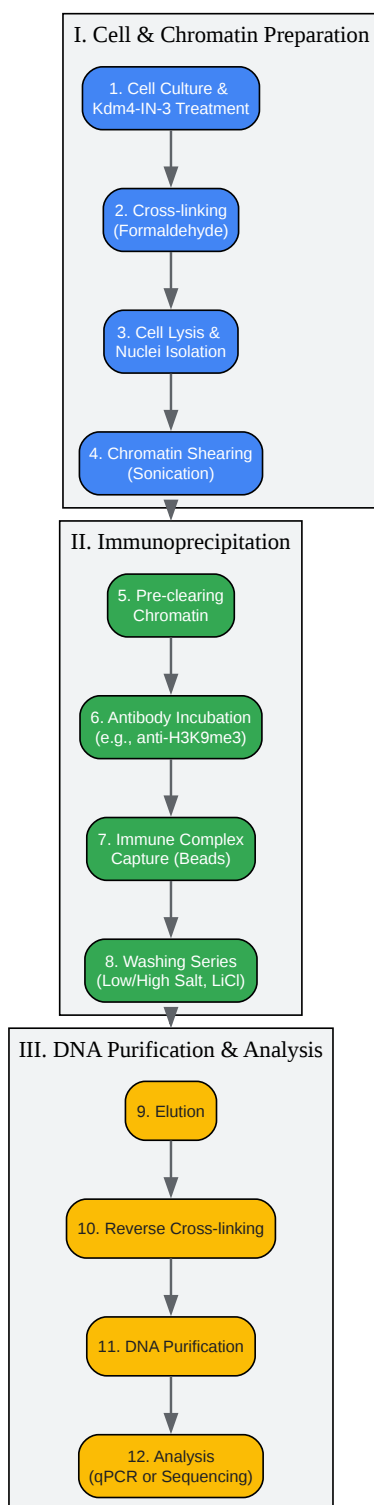 I. Cell & Chromatin Preparation
1. Cell Culture &
Kdm4-IN-3 Treatment
2. Cross-linking
(Formaldehyde)
3. Cell Lysis &
Nuclei Isolation
4. Chromatin Shearing
(Sonication)
II. Immunoprecipitation
5. Pre-clearing
Chromatin
6. Antibody Incubation
(e.g., anti-H3K9me3)
7. Immune Complex
Capture (Beads)
8. Washing Series
(Low/High Salt, LiCl)
III. DNA Purification & Analysis
9. Elution
10. Reverse Cross-linking
11. DNA Purification
12. Analysis
(qPCR or Sequencing)